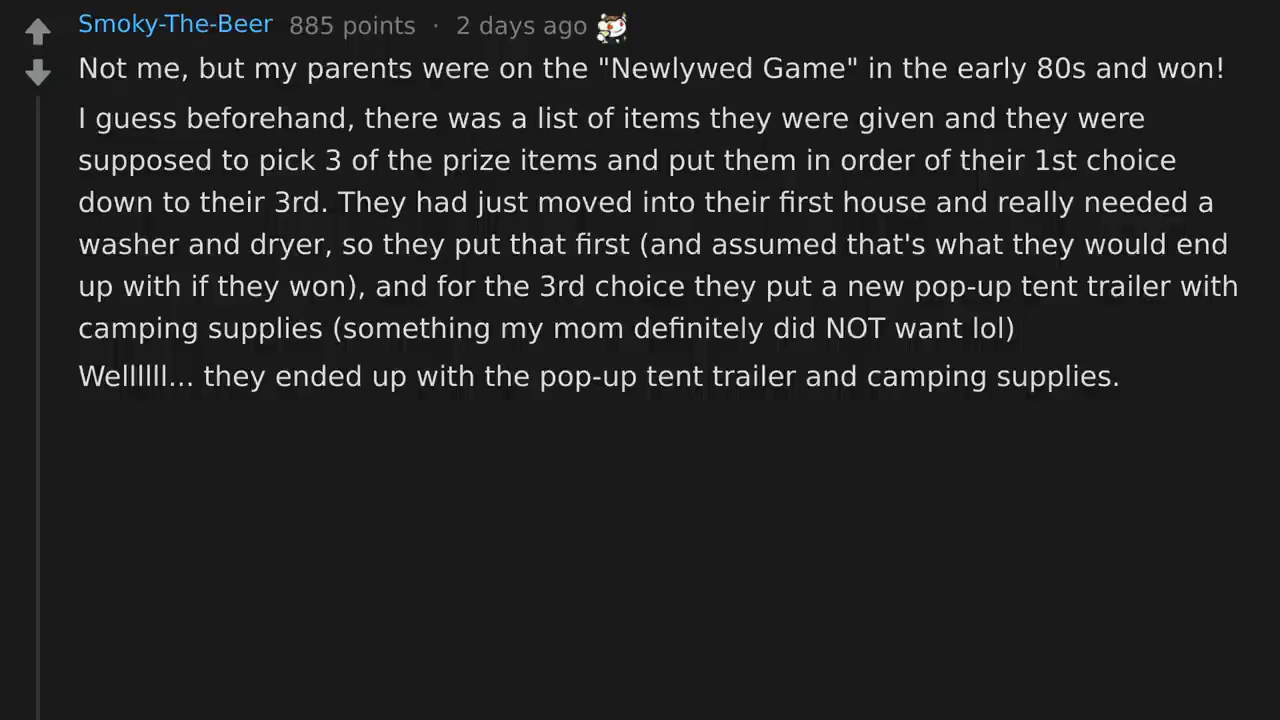 Smoky-The-Beer 885 points · 2 days ago
Not me, but my parents were on the "Newlywed Game" in the early 80s and won!
I guess beforehand, there was a list of items they were given and they were
supposed to pick 3 of the prize items and put them in order of their 1st choice
down to their 3rd. They had just moved into their first house and really needed a
washer and dryer, so they put that first (and assumed that's what they would end
up with if they won), and for the 3rd choice they put a new pop-up tent trailer with
camping supplies (something my mom definitely did NOT want lol)
Wellllll... they ended up with the pop-up tent trailer and camping supplies.